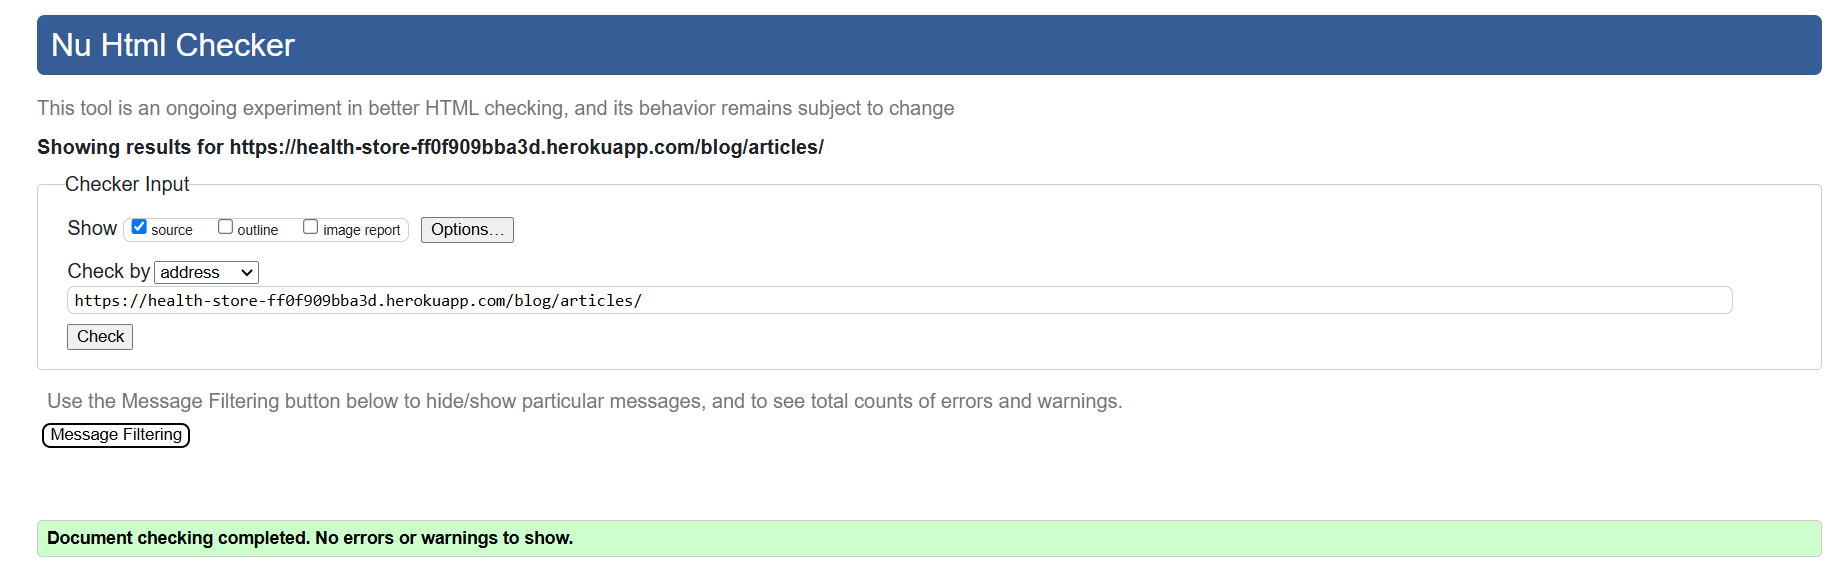 Nu Html Checker
This tool is an ongoing experiment in better HTML checking, and its behavior remains subject to change
Showing results for https://health-store-ff0f909bba3d.herokuapp.com/blog/articles/
Checker Input
Show source outline image report Options...
Check by address
https://health-store-ff0f909bba3d.herokuapp.com/blog/articles/
Check
Use the Message Filtering button below to hide/show particular messages, and to see total counts of errors and warnings.
Message Filtering
Document checking completed. No errors or warnings to show.